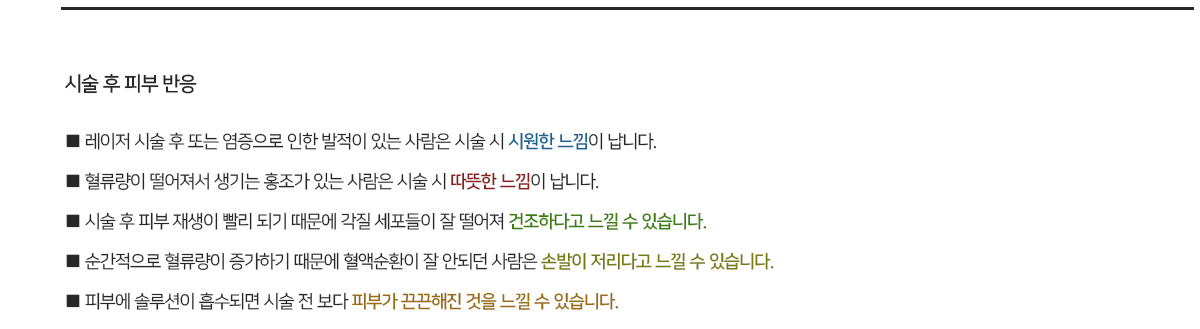 시술 후 피부 반응
■ 레이저 시술 후 또는 염증으로 인한 발적이 있는 사람은 시술 시 시원한 느낌이 납니다.
■ 혈류량이 떨어져서 생기는 홍조가 있는 사람은 시술 시 따뜻한 느낌이 납니다.
■ 시술 후 피부 재생이 빨리 되기 때문에 각질 세포들이 잘 떨어져 건조하다고 느낄 수 있습니다.
■ 순간적으로 혈류량이 증가하기 때문에 혈액순환이 잘 안되던 사람은 손발이 저리다고 느낄 수 있습니다.
■ 피부에 솔루션이 흡수되면 시술 전 보다 피부가 끈끈해진 것을 느낄 수 있습니다.